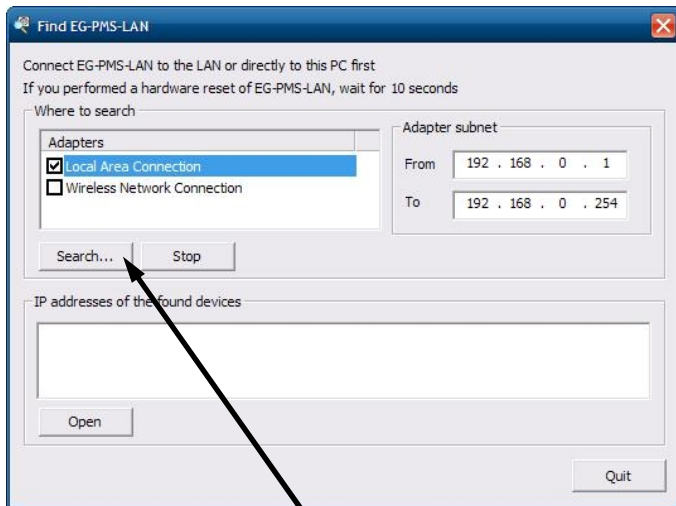 Find EG-PMS-LAN
Connect EG-PMS-LAN to the LAN or directly to this PC first
If you performed a hardware reset of EG-PMS-LAN, wait for 10 seconds
Where to search
Adapters
Local Area Connection
Wireless Network Connection
Adapter subnet
From 192 . 168 . 0 . 1
To 192 . 168 . 0 . 254
Search... Stop
IP addresses of the found devices
Open
Quit